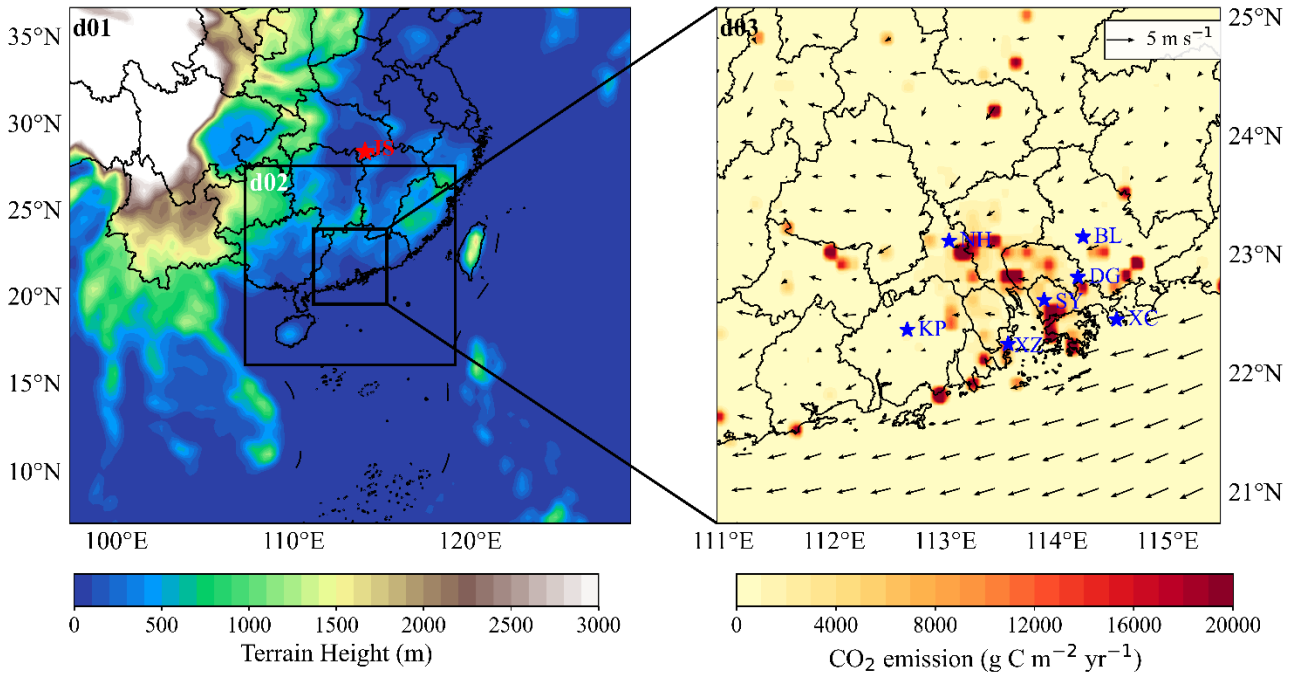 d01
35°N
30°N
25°N
20°N
15°N
10°N
JS
d02
100°E
110°E
120°E
0
500
1000
1500
2000
2500
3000
Terrain Height (m)
d03
5 m s⁻¹
25°N
24°N
23°N
22°N
21°N
NH
BL
DG
SY
XC
KP
XZ
111°E
112°E
113°E
114°E
115°E
0
4000
8000
12000
16000
20000
CO₂ emission (g C m⁻² yr⁻¹)